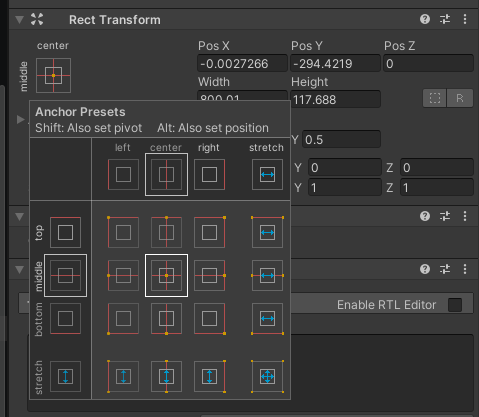 Rect Transform
center
middle
Pos X Pos Y Pos Z
-0.0027266 -294.4219 0
Width Height
800.01 117.688
R
Anchor Presets
Shift: Also set pivot Alt: Also set position
Y 0.5
left center right stretch
Y 0 Z 0
Y 1 Z 1
top
middle
bottom
Enable RTL Editor
stretch